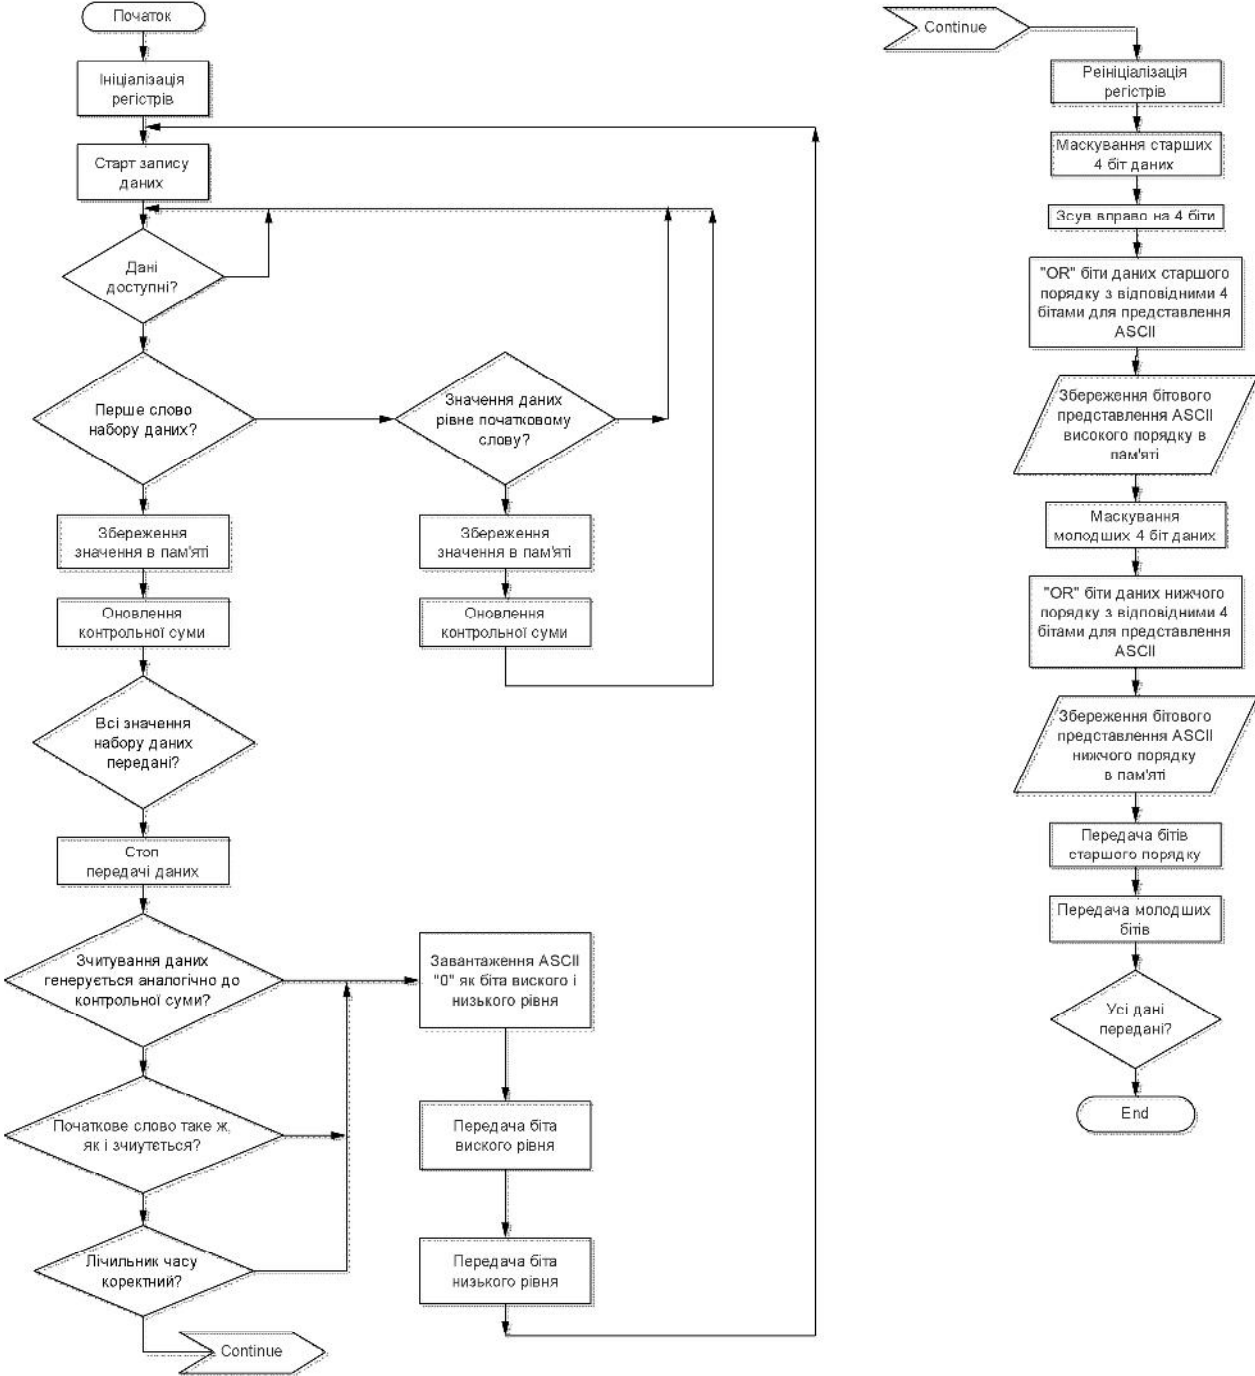 Початок
Ініціалізація
регістрів
Старт запису
даних
Дані
доступні?
Перше слово
набору даних?
Значення даних
рівне початковому
слову?
Збереження
значення в пам'яті
Збереження
значення в пам'яті
Оновлення
контрольної суми
Оновлення
контрольної суми
Всі значення
набору даних
передані?
Стоп
передачі даних
Зчитування даних
генерується аналогічно до
контрольної суми?
Завантаження ASCII
"0" як біта виского і
низького рівня
Початкове слово таке ж,
як і зчиутється?
Передача біта
виского рівня
Лічильник часу
коректний?
Передача біта
низького рівня
Continue
Continue
Реініціалізація
регістрів
Маскування старших
4 біт даних
Зсув вправо на 4 біти
"OR" біти даних старшого
порядку з відповідними 4
бітами для представлення
ASCII
Збереження бітового
представлення ASCII
високого порядку в
пам'яті
Маскування
молодших 4 біт даних
"OR" біти даних нижчого
порядку з відповідними 4
бітами для представлення
ASCII
Збереження бітового
представлення ASCII
нижчого порядку
в пам'яті
Передача бітів
старшого порядку
Передача молодших
бітів
Усі дані
передані?
End